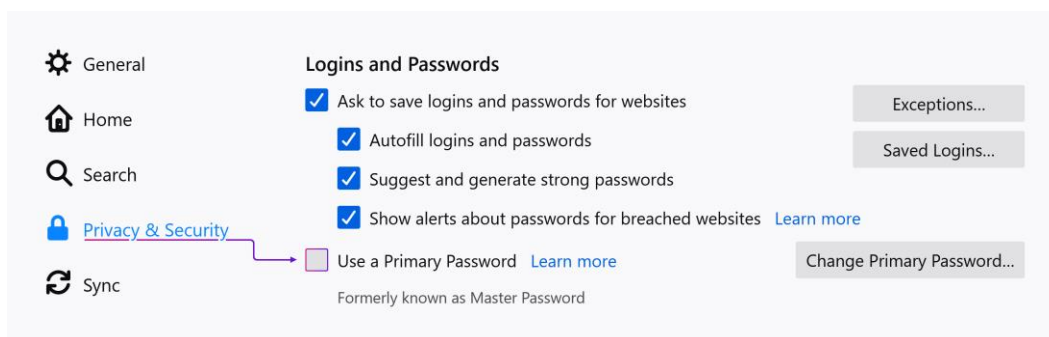 General
Home
Search
Privacy & Security
Sync
Logins and Passwords
Ask to save logins and passwords for websites
Exceptions...
Autofill logins and passwords
Saved Logins...
Suggest and generate strong passwords
Show alerts about passwords for breached websites Learn more
Use a Primary Password Learn more
Change Primary Password...
Formerly known as Master Password